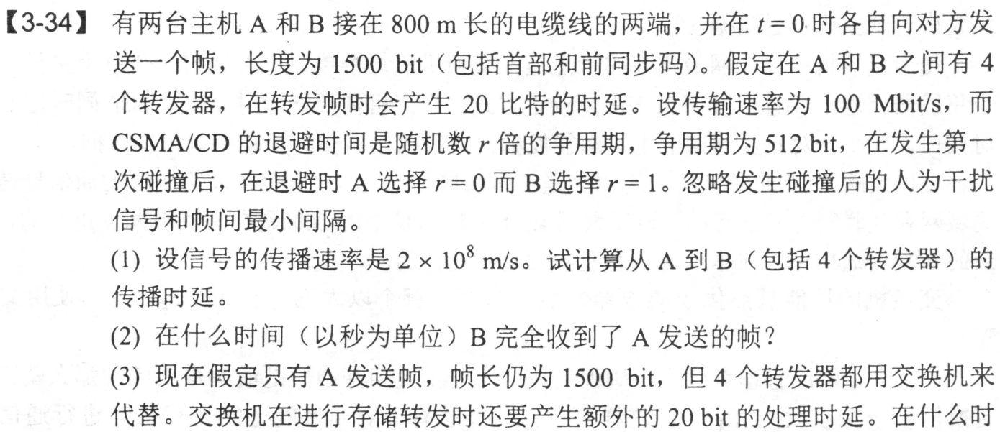 【3-34】 有两台主机 A 和 B 接在 800 m 长的电缆线的两端，并在 t = 0 时各自向对方发
送一个帧，长度为 1500 bit（包括首部和前同步码）。假定在 A 和 B 之间有 4
个转发器，在转发帧时会产生 20 比特的时延。设传输速率为 100 Mbit/s，而
CSMA/CD 的退避时间是随机数 r 倍的争用期，争用期为 512 bit，在发生第一
次碰撞后，在退避时 A 选择 r = 0 而 B 选择 r = 1。忽略发生碰撞后的人为干扰
信号和帧间最小间隔。
(1) 设信号的传播速率是 2 × 10⁸ m/s。试计算从 A 到 B（包括 4 个转发器）的
传播时延。
(2) 在什么时间（以秒为单位）B 完全收到了 A 发送的帧？
(3) 现在假定只有 A 发送帧，帧长仍为 1500 bit，但 4 个转发器都用交换机来
代替。交换机在进行存储转发时还要产生额外的 20 bit 的处理时延。在什么时